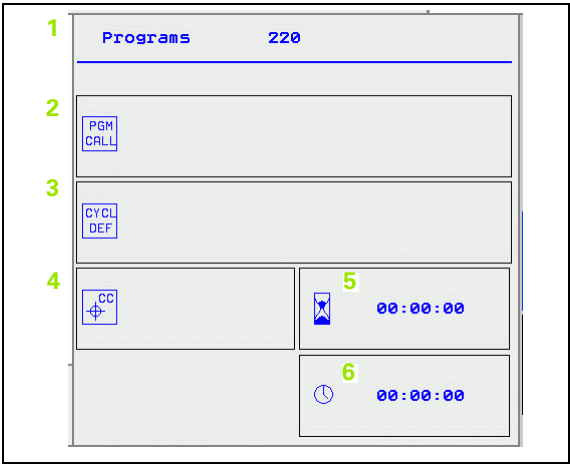 1 Programs 220
2
PGM
CALL
3
CYCL
DEF
4 5
CC
00:00:00
6
00:00:00